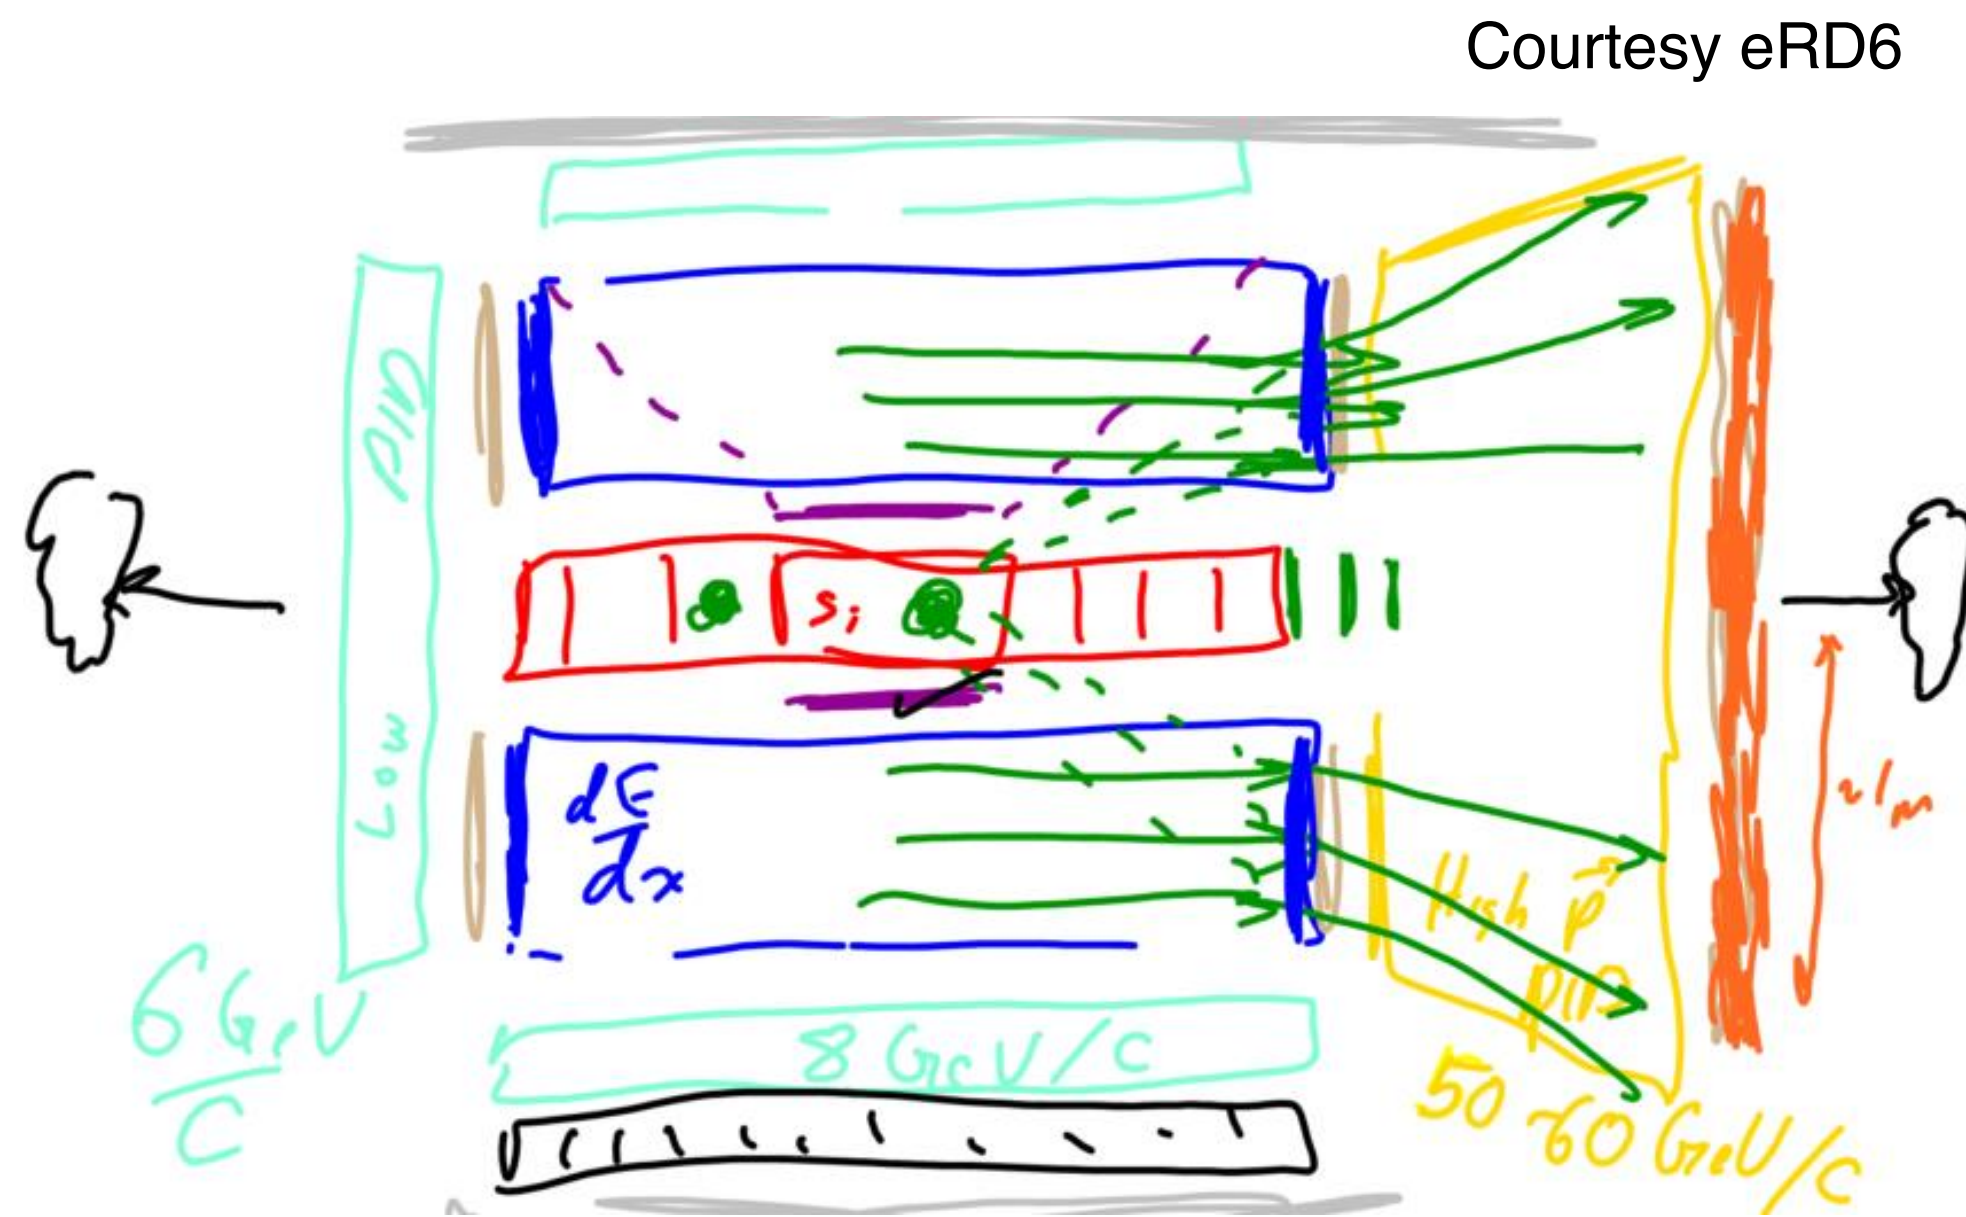 Courtesy eRD6
PID
Low
Si
dE
dx
~1m
High p
PID
6 GeV
C
8 GeV/c
50-60 GeV/c